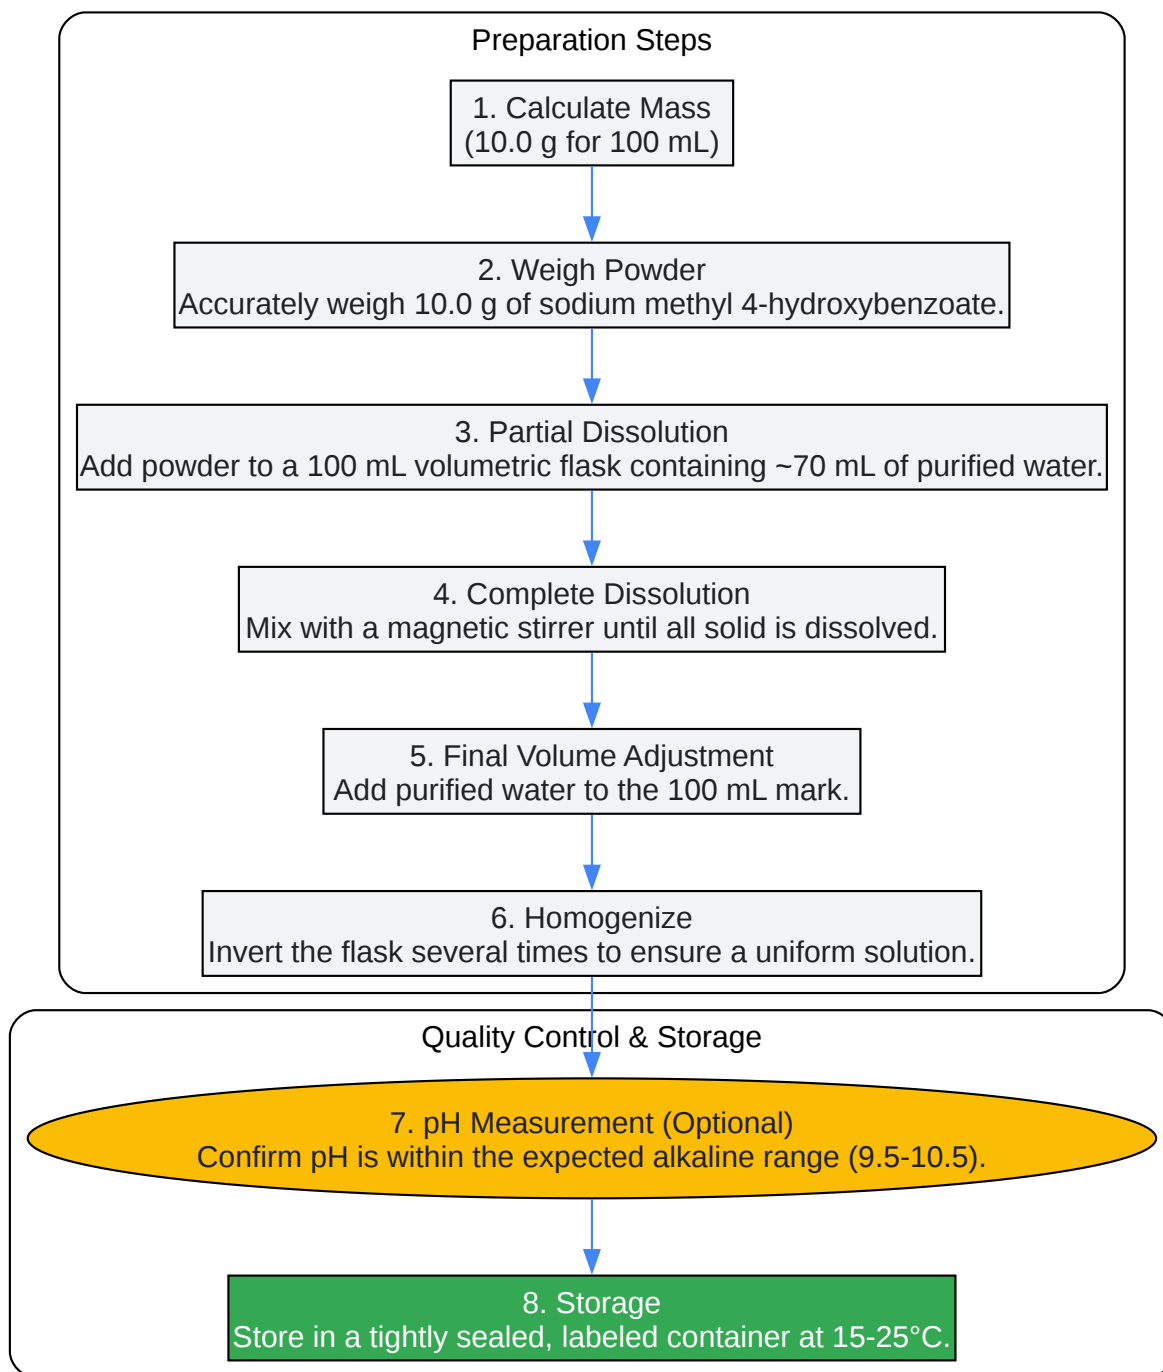 Preparation Steps
1. Calculate Mass
(10.0 g for 100 mL)
2. Weigh Powder
Accurately weigh 10.0 g of sodium methyl 4-hydroxybenzoate.
3. Partial Dissolution
Add powder to a 100 mL volumetric flask containing ~70 mL of purified water.
4. Complete Dissolution
Mix with a magnetic stirrer until all solid is dissolved.
5. Final Volume Adjustment
Add purified water to the 100 mL mark.
6. Homogenize
Invert the flask several times to ensure a uniform solution.
Quality Control & Storage
7. pH Measurement (Optional)
Confirm pH is within the expected alkaline range (9.5-10.5).
8. Storage
Store in a tightly sealed, labeled container at 15-25°C.